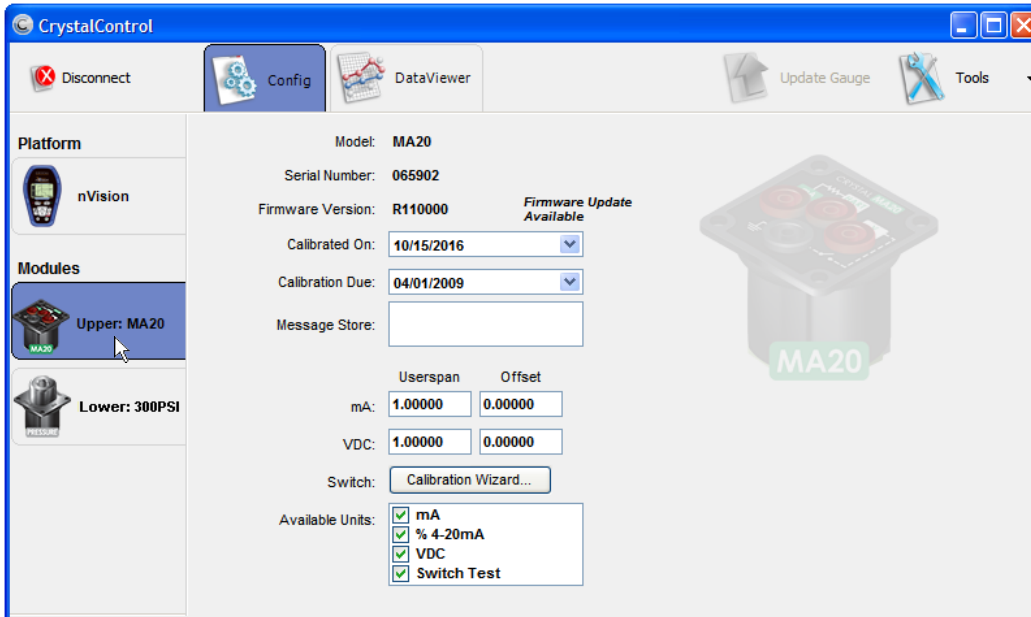 CrystalControl
Disconnect
Config
DataViewer
Update Gauge
Tools
Platform
nVision
Modules
Upper: MA20
MA20
Lower: 300PSI
PRESSURE
Model: MA20
Serial Number: 065902
Firmware Version: R110000
Firmware Update
Available
Calibrated On: 10/15/2016
Calibration Due: 04/01/2009
Message Store:
Userspan Offset
mA: 1.00000 0.00000
VDC: 1.00000 0.00000
Switch: Calibration Wizard...
Available Units: mA
% 4-20mA
VDC
Switch Test
CRYSTAL MA20
MA20